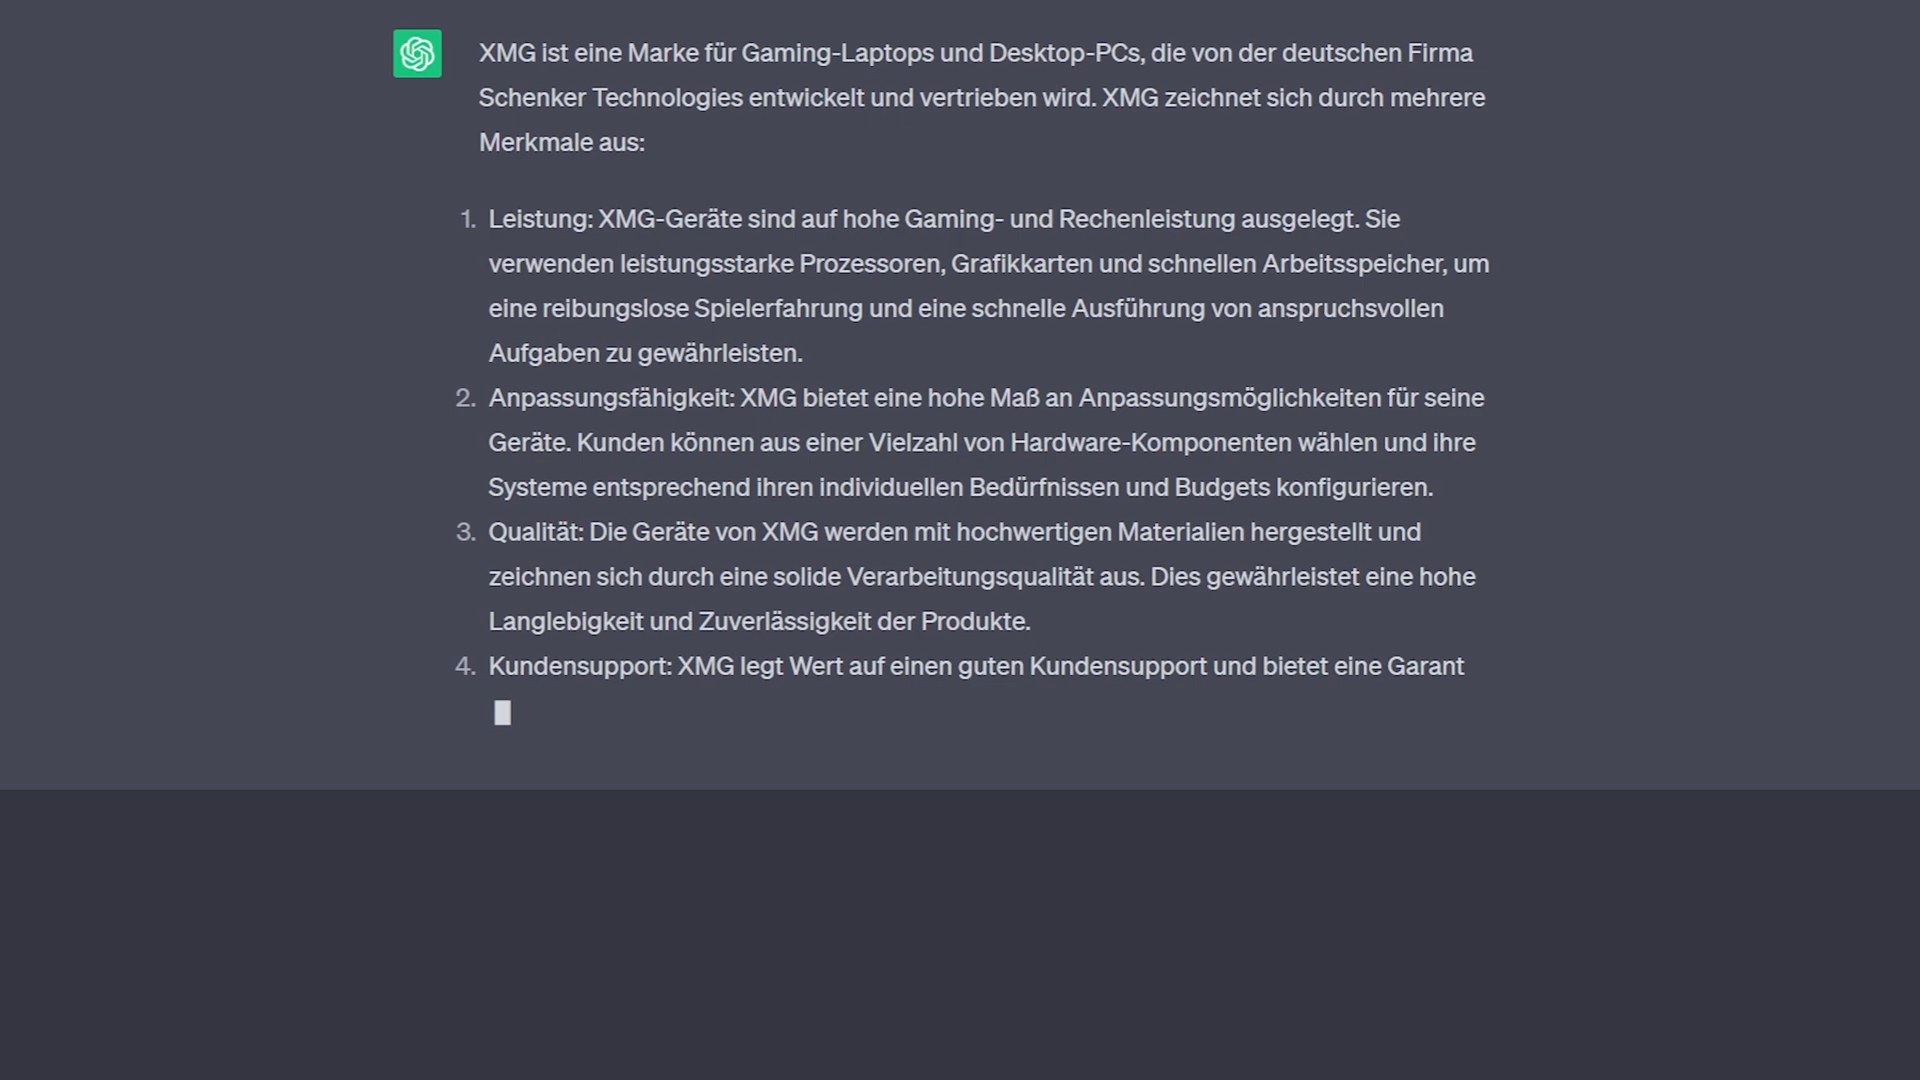 XMG ist eine Marke für Gaming-Laptops und Desktop-PCs, die von der deutschen Firma
Schenker Technologies entwickelt und vertrieben wird. XMG zeichnet sich durch mehrere
Merkmale aus:
1. Leistung: XMG-Geräte sind auf hohe Gaming- und Rechenleistung ausgelegt. Sie
verwenden leistungsstarke Prozessoren, Grafikkarten und schnellen Arbeitsspeicher, um
eine reibungslose Spielerfahrung und eine schnelle Ausführung von anspruchsvollen
Aufgaben zu gewährleisten.
2. Anpassungsfähigkeit: XMG bietet eine hohe Maß an Anpassungsmöglichkeiten für seine
Geräte. Kunden können aus einer Vielzahl von Hardware-Komponenten wählen und ihre
Systeme entsprechend ihren individuellen Bedürfnissen und Budgets konfigurieren.
3. Qualität: Die Geräte von XMG werden mit hochwertigen Materialien hergestellt und
zeichnen sich durch eine solide Verarbeitungsqualität aus. Dies gewährleistet eine hohe
Langlebigkeit und Zuverlässigkeit der Produkte.
4. Kundensupport: XMG legt Wert auf einen guten Kundensupport und bietet eine Garant